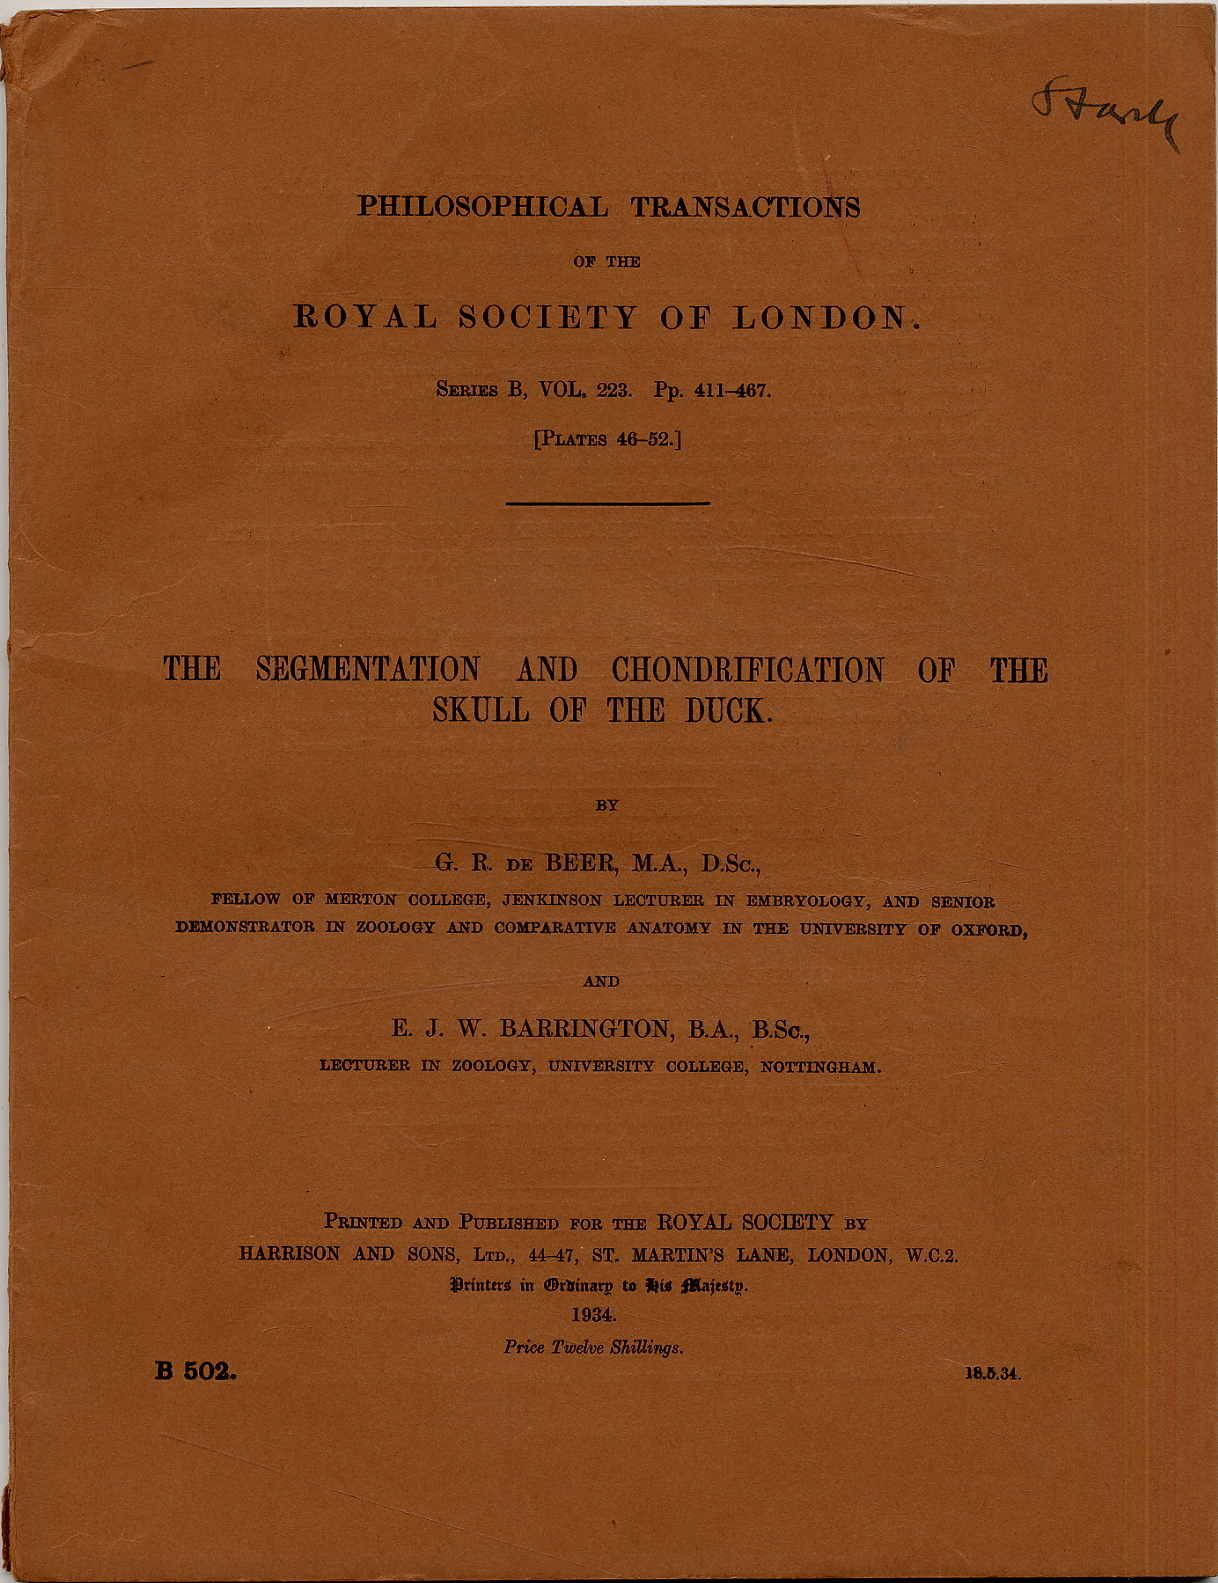 PHILOSOPHICAL TRANSACTIONS
OF THE
ROYAL SOCIETY OF LONDON.
SERIES B, VOL. 223. Pp. 411–467.
[PLATES 46–52.]
THE SEGMENTATION AND CHONDRIFICATION OF THE
SKULL OF THE DUCK.
BY
G. R. DE BEER, M.A., D.Sc.,
FELLOW OF MERTON COLLEGE, JENKINSON LECTURER IN EMBRYOLOGY, AND SENIOR
DEMONSTRATOR IN ZOOLOGY AND COMPARATIVE ANATOMY IN THE UNIVERSITY OF OXFORD,
AND
E. J. W. BARRINGTON, B.A., B.Sc.,
LECTURER IN ZOOLOGY, UNIVERSITY COLLEGE, NOTTINGHAM.
PRINTED AND PUBLISHED FOR THE ROYAL SOCIETY BY
HARRISON AND SONS, LTD., 44–47, ST. MARTIN'S LANE, LONDON, W.C.2.
Printers in Ordinary to His Majesty.
1934.
Price Twelve Shillings.
B 502.
18.5.34.